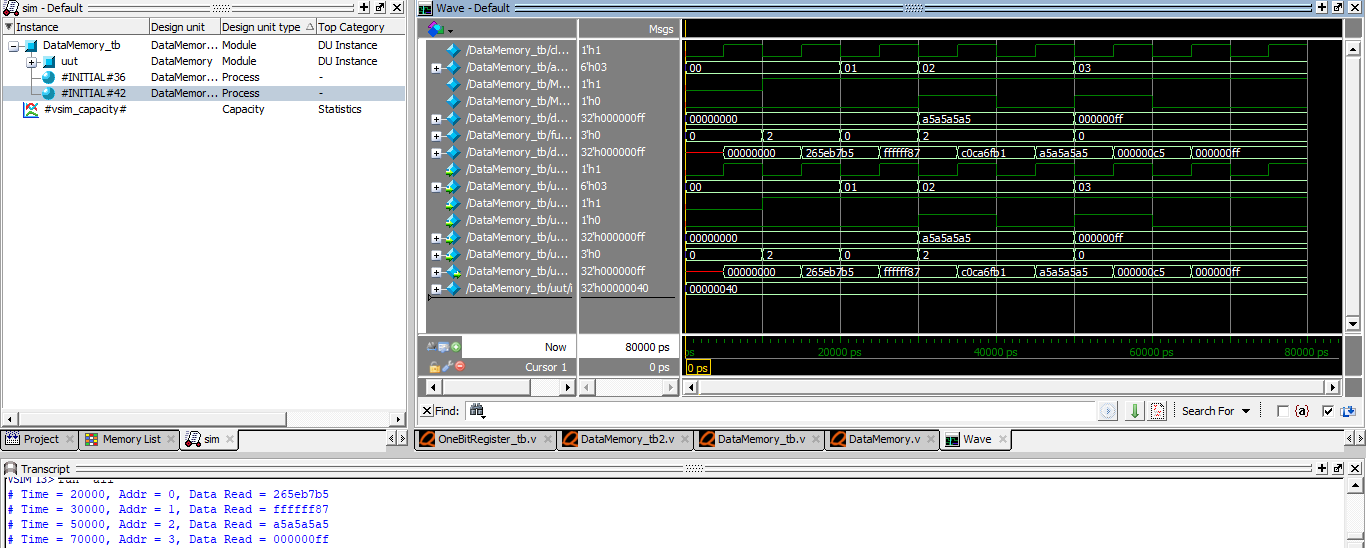 sim - Default
Instance Design unit Design unit type Top Category
DataMemory_tb DataMemor... Module DU Instance
uut DataMemory Module DU Instance
#INITIAL#36 DataMemor... Process -
#INITIAL#42 DataMemor... Process -
#vsim_capacity# Capacity Statistics
Project Memory List sim
Wave - Default
Msgs
/DataMemory_tb/cl... 1'h1
/DataMemory_tb/a... 6'h03 00 01 02 03
/DataMemory_tb/M... 1'h1
/DataMemory_tb/M... 1'h0
/DataMemory_tb/d... 32'h000000ff 00000000 a5a5a5a5 000000ff
/DataMemory_tb/fu... 3'h0 0 2 0 2 0
/DataMemory_tb/d... 32'h000000ff 00000000 265eb7b5 ffffff87 c0ca6fb1 a5a5a5a5 000000c5 000000ff
/DataMemory_tb/u... 1'h1
/DataMemory_tb/u... 6'h03 00 01 02 03
/DataMemory_tb/u... 1'h1
/DataMemory_tb/u... 1'h0
/DataMemory_tb/u... 32'h000000ff 00000000 a5a5a5a5 000000ff
/DataMemory_tb/u... 3'h0 0 2 0 2 0
/DataMemory_tb/u... 32'h000000ff 00000000 265eb7b5 ffffff87 c0ca6fb1 a5a5a5a5 000000c5 000000ff
/DataMemory_tb/uut/i 32'h00000040 00000040
Now 80000 ps ps 20000 ps 40000 ps 60000 ps 80000 ps
Cursor 1 0 ps 0 ps
Find: Search For {a}
OneBitRegister_tb.v DataMemory_tb2.v DataMemory_tb.v DataMemory.v Wave
Transcript
VSIM 13> run -all
# Time = 20000, Addr = 0, Data Read = 265eb7b5
# Time = 30000, Addr = 1, Data Read = ffffff87
# Time = 50000, Addr = 2, Data Read = a5a5a5a5
# Time = 70000, Addr = 3, Data Read = 000000ff